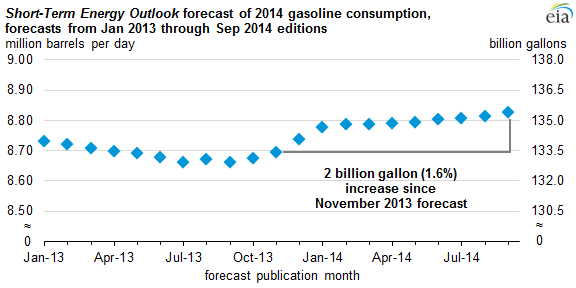 Short-Term Energy Outlook forecast of 2014 gasoline consumption,
forecasts from Jan 2013 through Sep 2014 editions
million barrels per day
billion gallons
eia
9.00
138.0
8.90
136.5
8.80
135.0
8.70
133.5
8.60
132.0
8.50
130.5
≈
≈
0
0
2 billion gallon (1.6%)
increase since
November 2013 forecast
Jan-13 Apr-13 Jul-13 Oct-13 Jan-14 Apr-14 Jul-14
forecast publication month